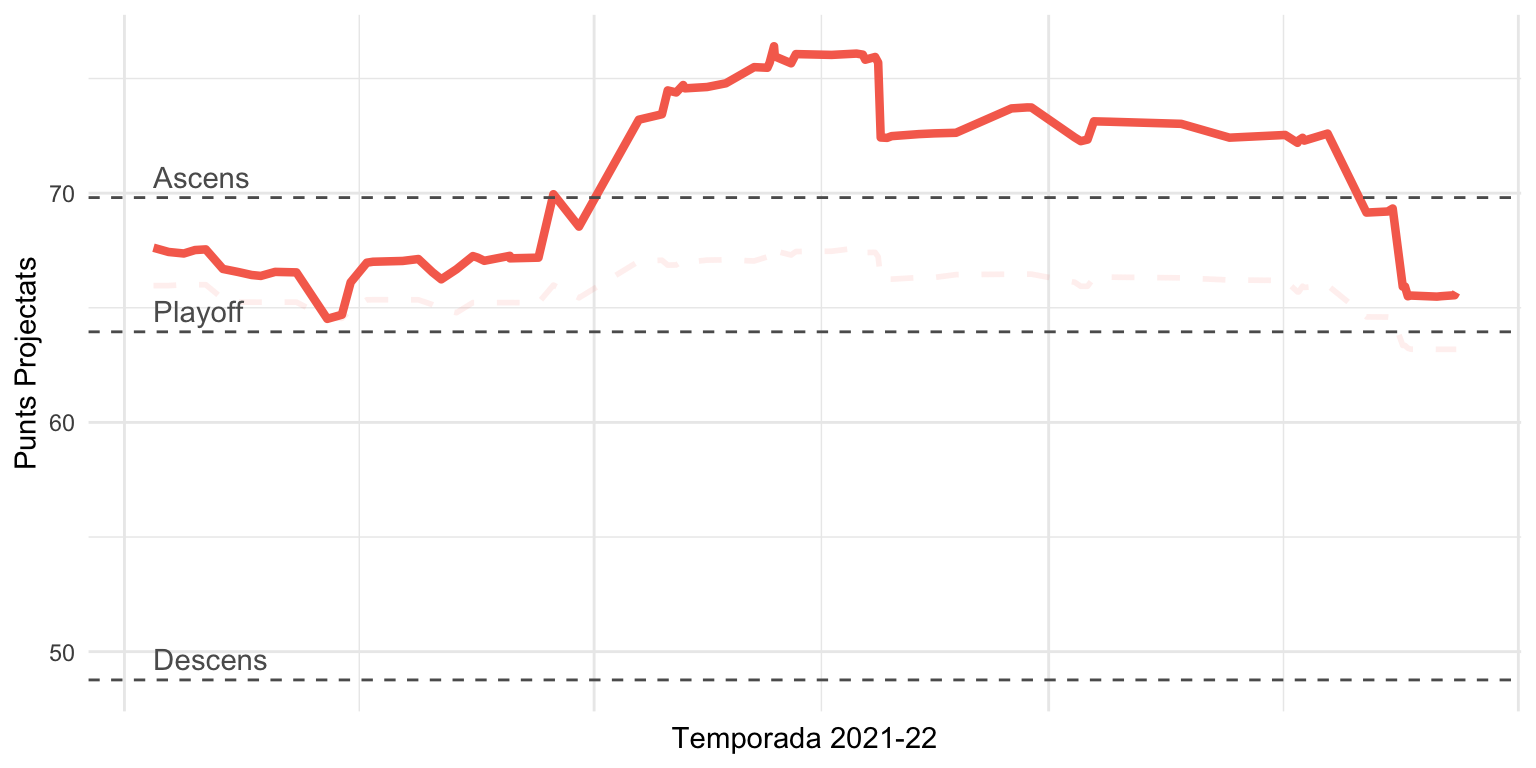 Punts Projectats
70
60
50
Ascens
Playoff
Descens
Temporada 2021-22